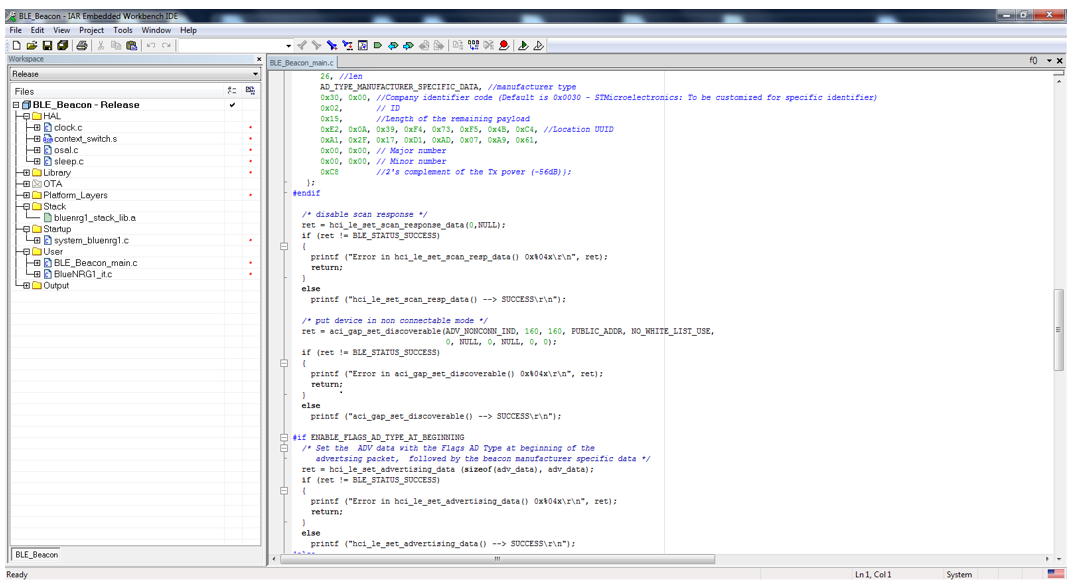 BLE_Beacon - IAR Embedded Workbench IDE
File Edit View Project Tools Window Help
Workspace
Release
Files
BLE_Beacon - Release
HAL
clock.c
context_switch.s
osal.c
sleep.c
Library
OTA
Platform_Layers
Stack
bluenrg1_stack_lib.a
Startup
system_bluenrg1.c
User
BLE_Beacon_main.c
BlueNRG1_it.c
Output
BLE_Beacon
BLE_Beacon_main.c
f()
26, //len
AD_TYPE_MANUFACTURER_SPECIFIC_DATA, //manufacturer type
0x30, 0x00, //Company identifier code (Default is 0x0030 - STMicroelectronics: To be customized for specific identifier)
0x02, // ID
0x15, //Length of the remaining payload
0xE2, 0x0A, 0x39, 0xF4, 0x73, 0xF5, 0x4B, 0xC4, //Location UUID
0xA1, 0x2F, 0x17, 0xD1, 0xAD, 0x07, 0xA9, 0x61,
0x00, 0x00, // Major number
0x00, 0x00, // Minor number
0xC8 //2's complement of the Tx power (-56dB)};
};
#endif
/* disable scan response */
ret = hci_le_set_scan_response_data(0,NULL);
if (ret != BLE_STATUS_SUCCESS)
{
printf ("Error in hci_le_set_scan_resp_data() 0x%04x\r\n", ret);
return;
}
else
printf ("hci_le_set_scan_resp_data() --> SUCCESS\r\n");
/* put device in non connectable mode */
ret = aci_gap_set_discoverable(ADV_NONCONN_IND, 160, 160, PUBLIC_ADDR, NO_WHITE_LIST_USE,
0, NULL, 0, NULL, 0, 0);
if (ret != BLE_STATUS_SUCCESS)
{
printf ("Error in aci_gap_set_discoverable() 0x%04x\r\n", ret);
return;
}
else
printf ("aci_gap_set_discoverable() --> SUCCESS\r\n");
#if ENABLE_FLAGS_AD_TYPE_AT_BEGINNING
/* Set the ADV data with the Flags AD Type at beginning of the
advertsing packet, followed by the beacon manufacturer specific data */
ret = hci_le_set_advertising_data (sizeof(adv_data), adv_data);
if (ret != BLE_STATUS_SUCCESS)
{
printf ("Error in hci_le_set_advertising_data() 0x%04x\r\n", ret);
return;
}
else
printf ("hci_le_set_advertising_data() --> SUCCESS\r\n");
Ready
Ln 1, Col 1
System